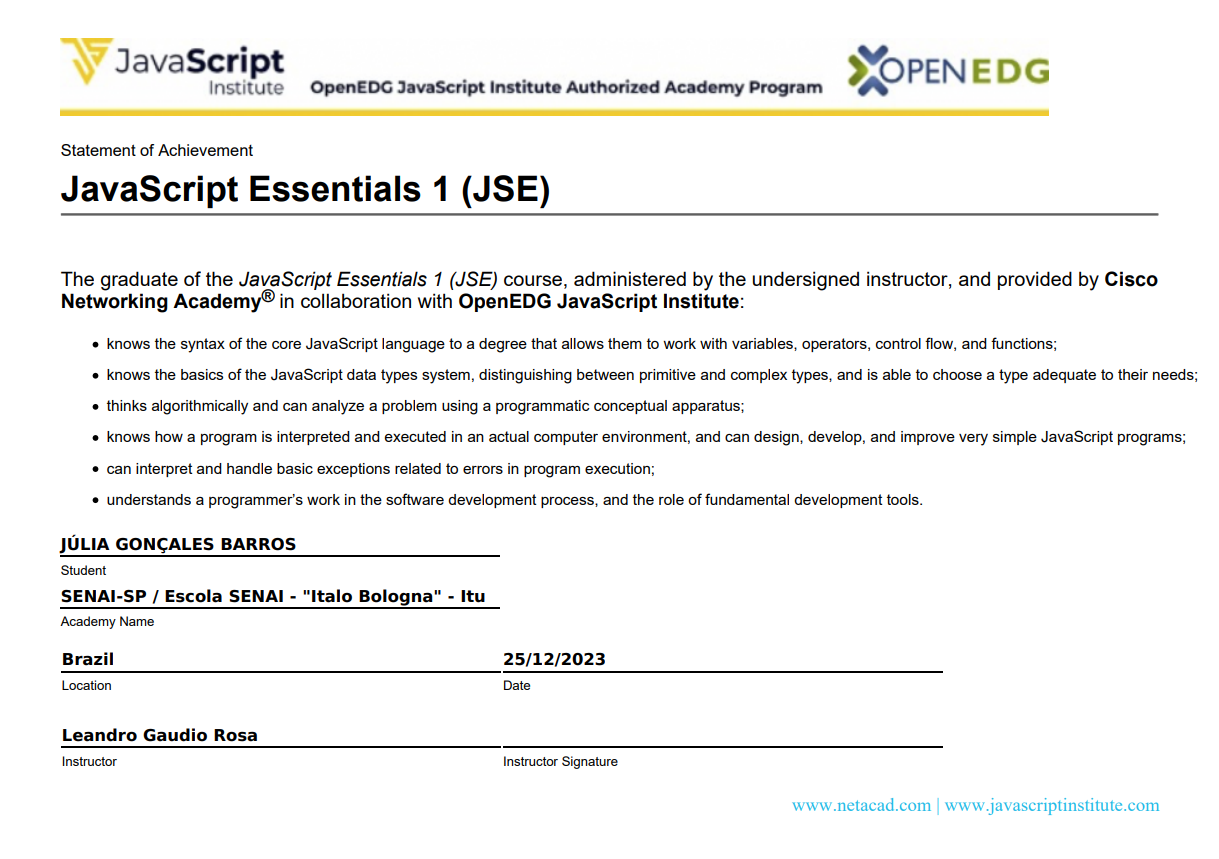 JavaScript
Institute
OpenEDG JavaScript Institute Authorized Academy Program
OPENEDG
Statement of Achievement
JavaScript Essentials 1 (JSE)
The graduate of the JavaScript Essentials 1 (JSE) course, administered by the undersigned instructor, and provided by Cisco
Networking Academy® in collaboration with OpenEDG JavaScript Institute:
• knows the syntax of the core JavaScript language to a degree that allows them to work with variables, operators, control flow, and functions;
• knows the basics of the JavaScript data types system, distinguishing between primitive and complex types, and is able to choose a type adequate to their needs;
• thinks algorithmically and can analyze a problem using a programmatic conceptual apparatus;
• knows how a program is interpreted and executed in an actual computer environment, and can design, develop, and improve very simple JavaScript programs;
• can interpret and handle basic exceptions related to errors in program execution;
• understands a programmer’s work in the software development process, and the role of fundamental development tools.
JÚLIA GONÇALES BARROS
Student
SENAI-SP / Escola SENAI - "Italo Bologna" - Itu
Academy Name
Brazil 25/12/2023
Location Date
Leandro Gaudio Rosa
Instructor Instructor Signature
www.netacad.com | www.javascriptinstitute.com